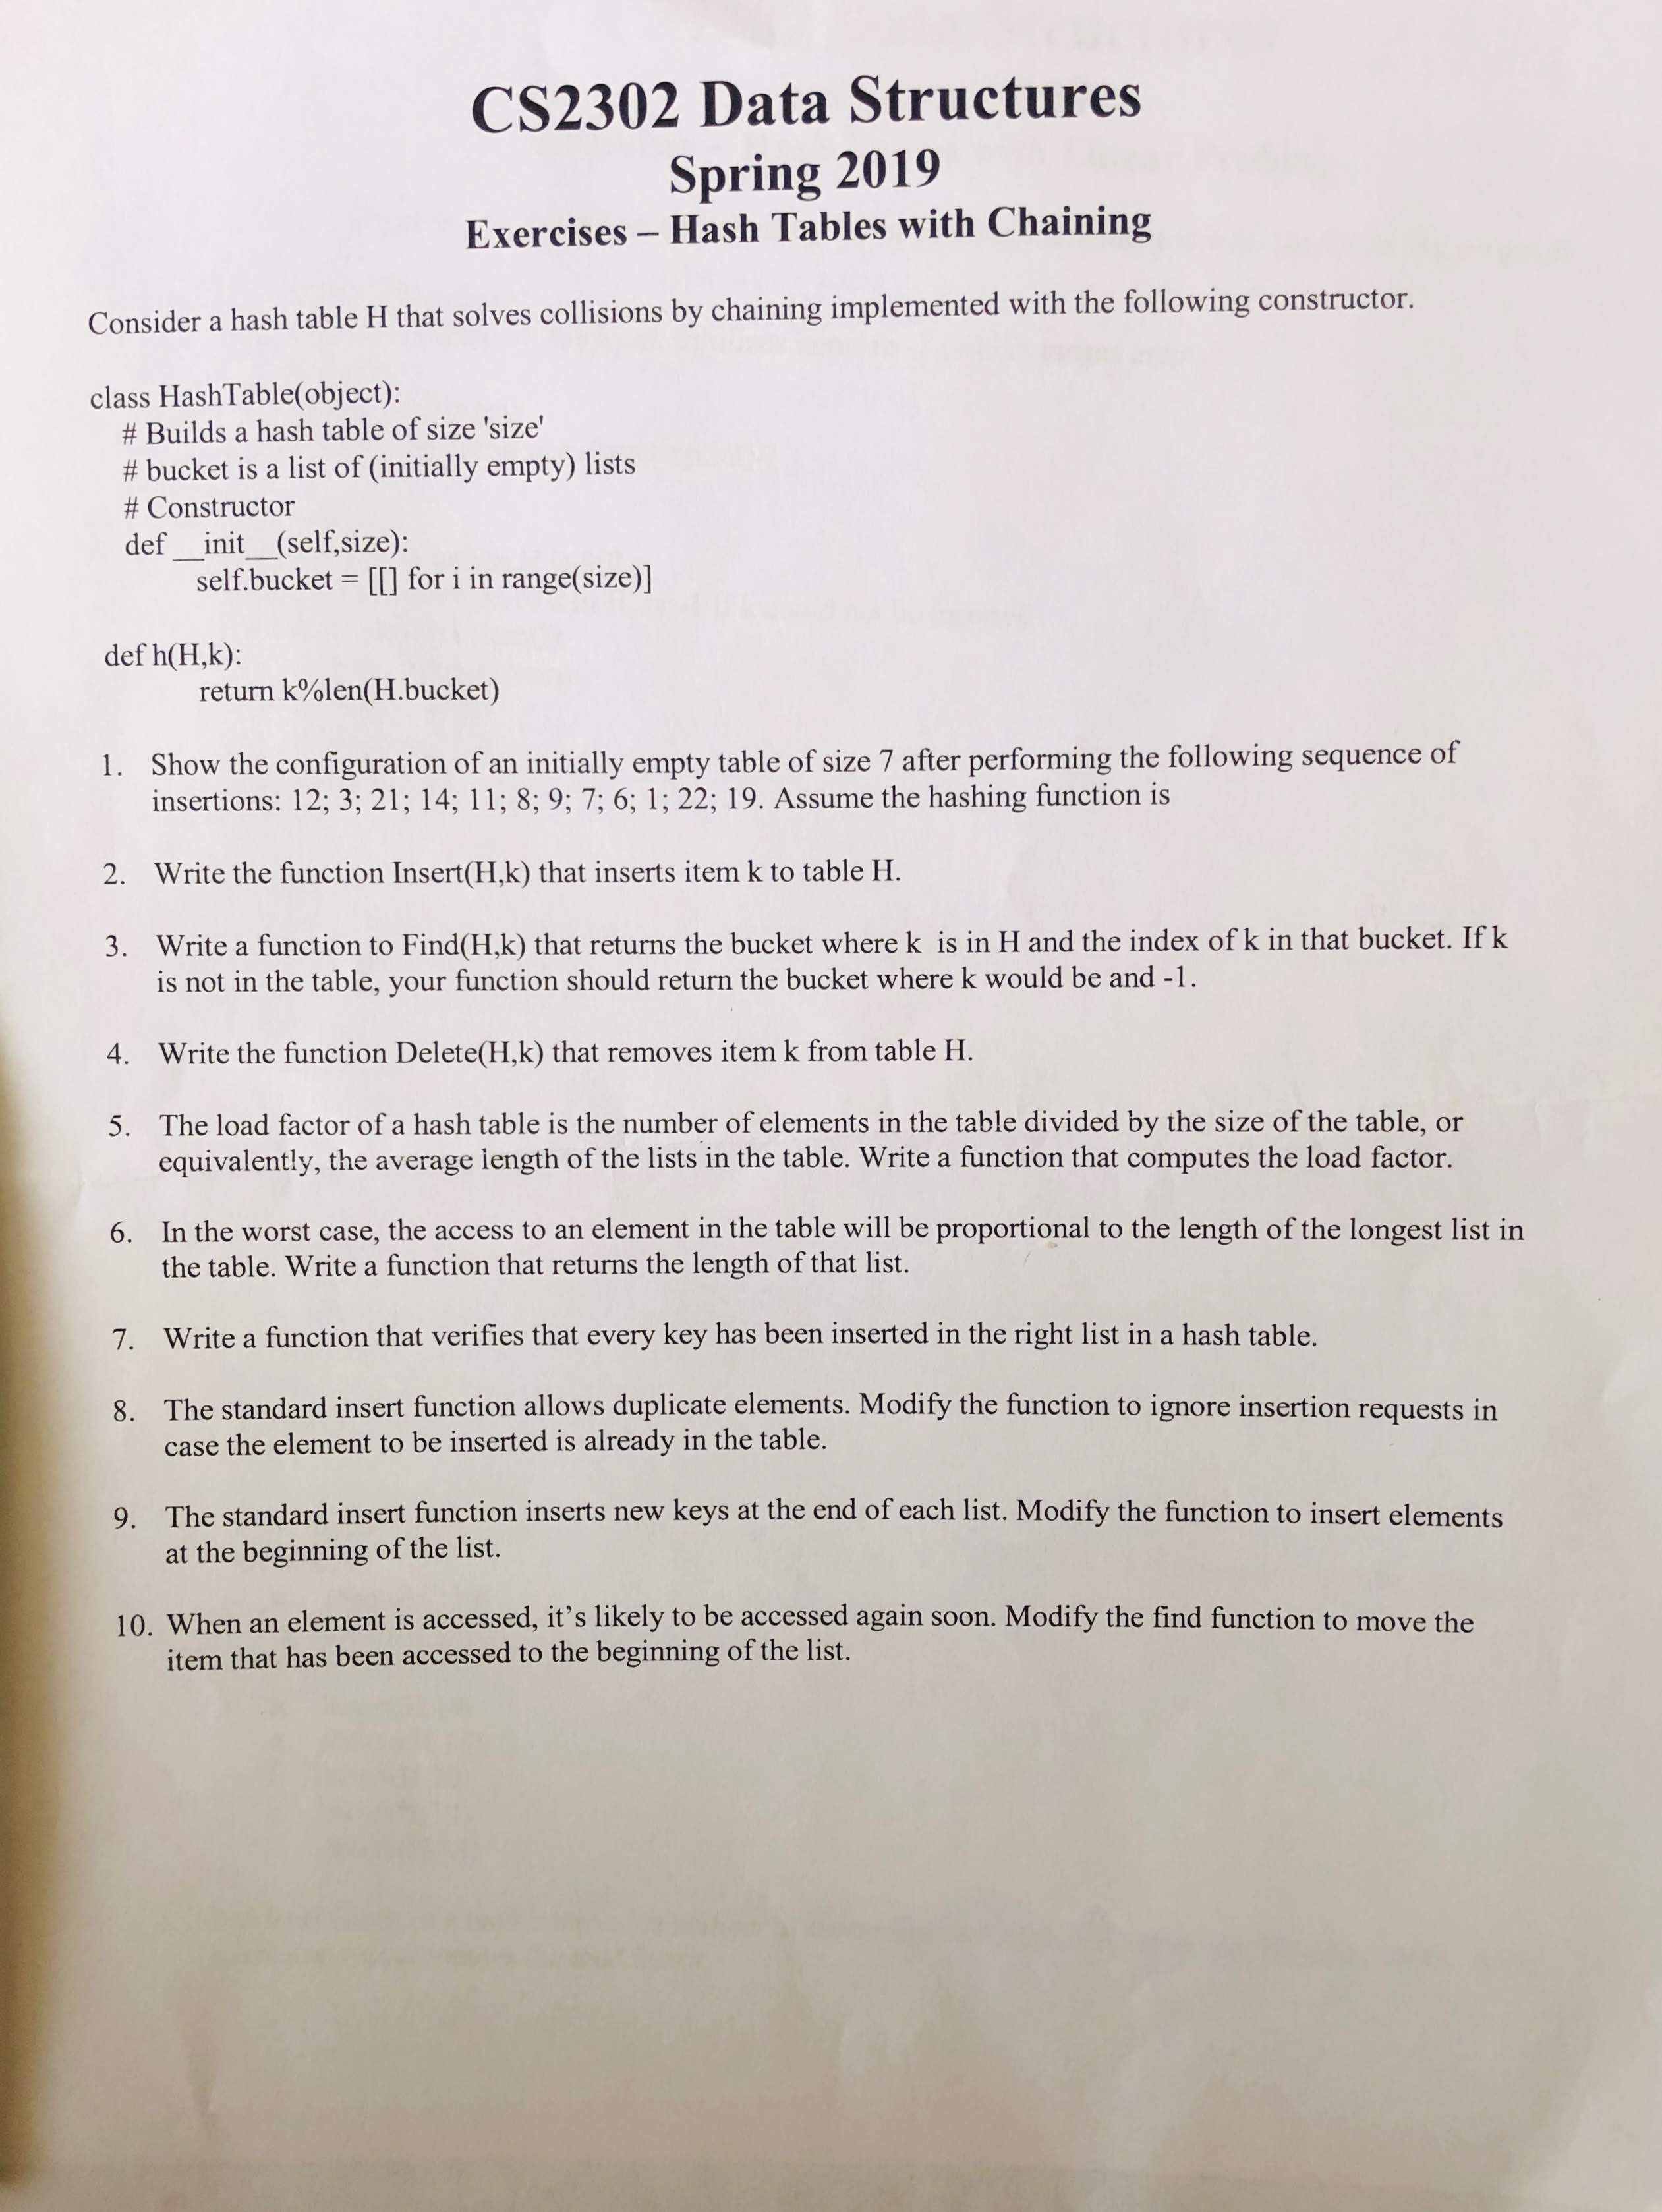 CS2302 Data Structures
Spring 2019
Exercises – Hash Tables with Chaining
Consider a hash table H that solves collisions by chaining implemented with the following constructor.
class HashTable(object):
# Builds a hash table of size 'size'
# bucket is a list of (initially empty) lists
# Constructor
def __init__(self,size):
self.bucket = [[] for i in range(size)]
def h(H,k):
return k%len(H.bucket)
1. Show the configuration of an initially empty table of size 7 after performing the following sequence of
insertions: 12; 3; 21; 14; 11; 8; 9; 7; 6; 1; 22; 19. Assume the hashing function is
2. Write the function Insert(H,k) that inserts item k to table H.
3. Write a function to Find(H,k) that returns the bucket where k is in H and the index of k in that bucket. If k
is not in the table, your function should return the bucket where k would be and -1.
4. Write the function Delete(H,k) that removes item k from table H.
5. The load factor of a hash table is the number of elements in the table divided by the size of the table, or
equivalently, the average length of the lists in the table. Write a function that computes the load factor.
6. In the worst case, the access to an element in the table will be proportional to the length of the longest list in
the table. Write a function that returns the length of that list.
7. Write a function that verifies that every key has been inserted in the right list in a hash table.
8. The standard insert function allows duplicate elements. Modify the function to ignore insertion requests in
case the element to be inserted is already in the table.
9. The standard insert function inserts new keys at the end of each list. Modify the function to insert elements
at the beginning of the list.
10. When an element is accessed, it’s likely to be accessed again soon. Modify the find function to move the
item that has been accessed to the beginning of the list.